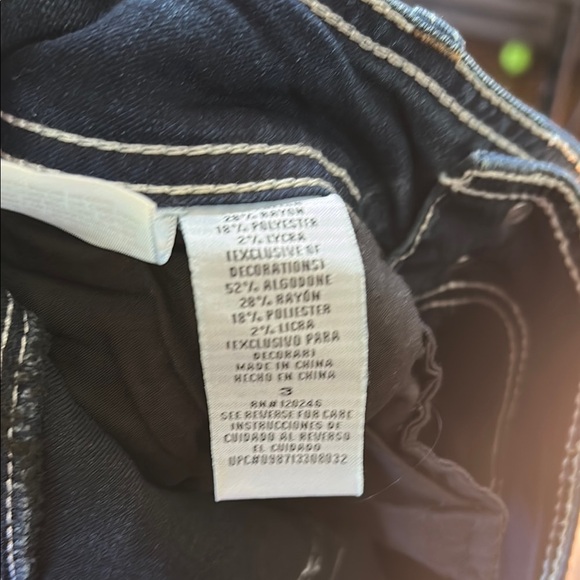 28% RAYON
18% POLYESTER
2% LYCRA
(EXCLUSIVE OF
DECORATIONS)
52% ALGODONE
28% RAYÓN
18% POLIESTER
2% LICRA
(EXCLUSIVO PARA
DECORAR)
MADE IN CHINA
HECHO EN CHINA
3
RN# 120246
SEE REVERSE FOR CARE
INSTRUCCIONES DE
CUIDADO AL REVERSO
EL CUIDADO
UPC#098713308032